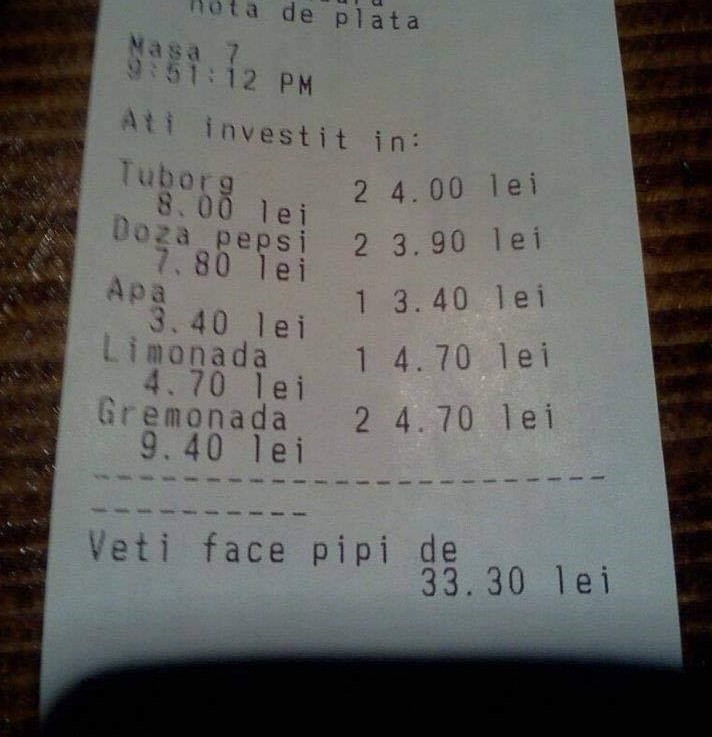 nota de plata
Masa 7
9:51:12 PM
Ati investit in:
Tuborg 2 4.00 lei
8.00 lei
Doza pepsi 2 3.90 lei
7.80 lei
Apa 1 3.40 lei
3.40 lei
Limonada 1 4.70 lei
4.70 lei
Gremonada 2 4.70 lei
9.40 lei
-----------------------
----------
Veti face pipi de
33.30 lei